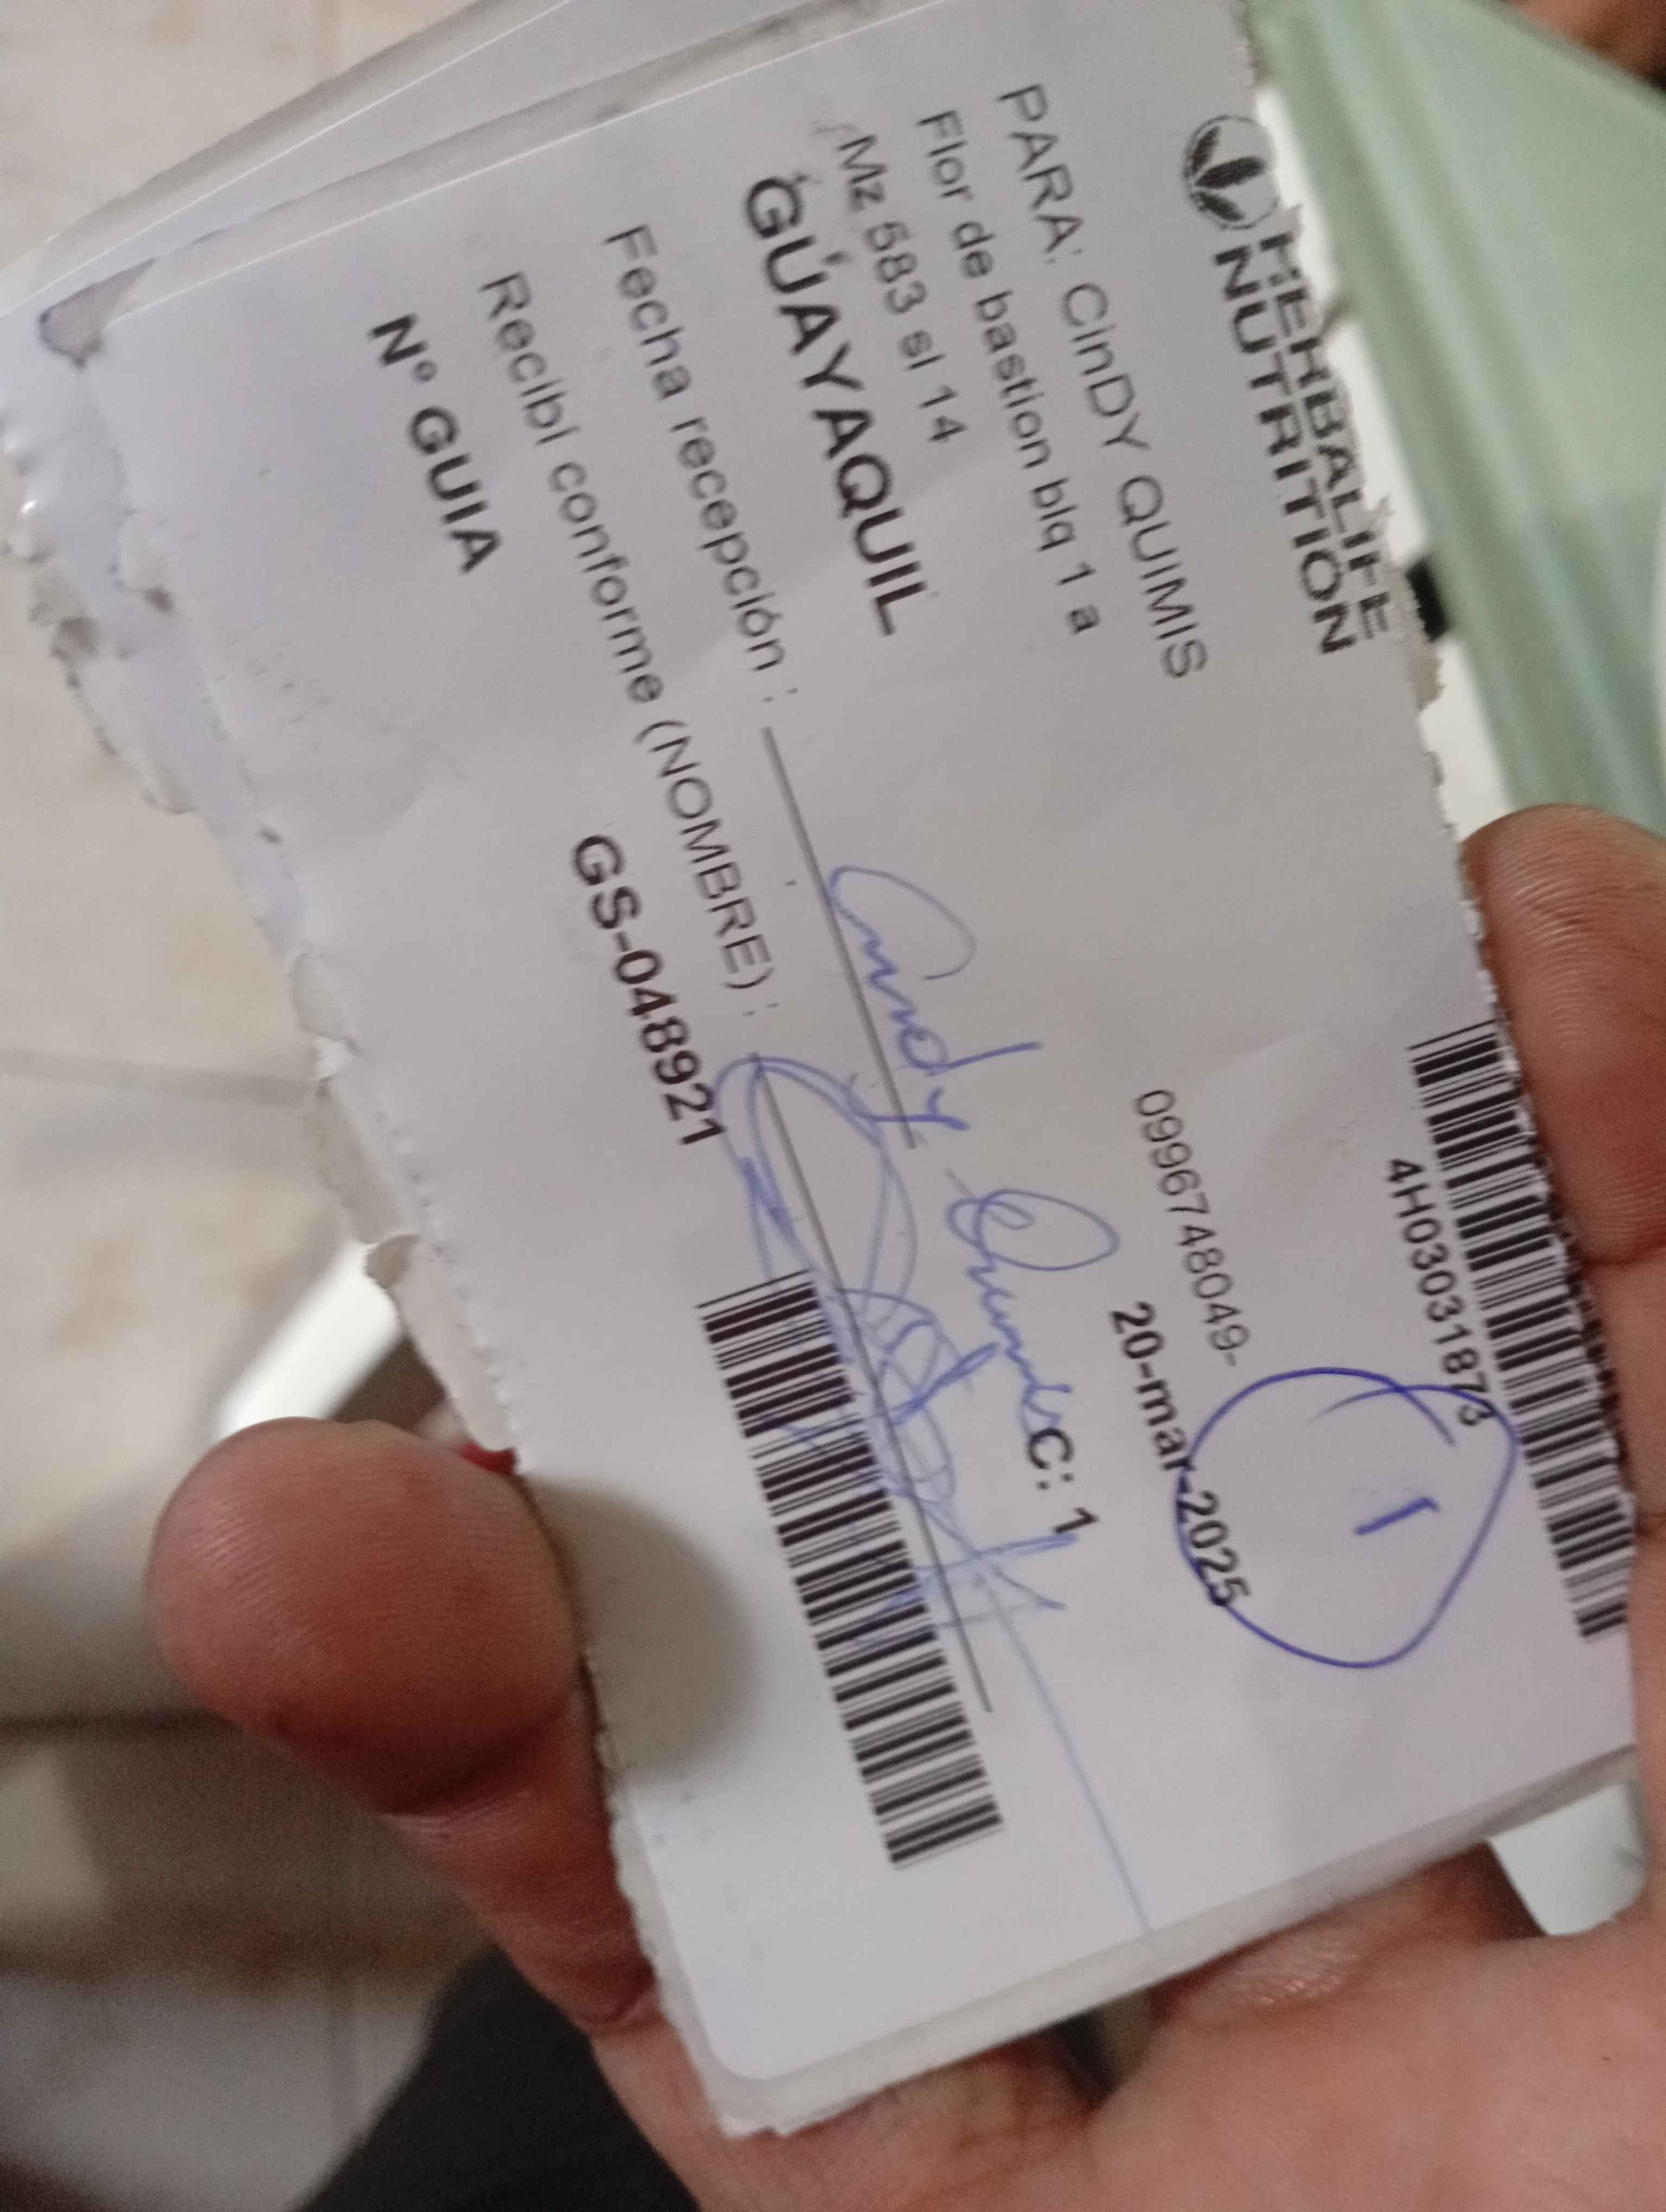 HERBALIFE
NUTRITION
4H03031873
PARA: CinDY QUIMIS
0996748049-
1
Flor de bastion blq 1 a
20-mar-2025
Mz 583 sl 14
GUAYAQUIL
C: 1
Fecha recepción :
Cindy Quimis
Recibí conforme (NOMBRE) :
Nº GUIA
GS-048921